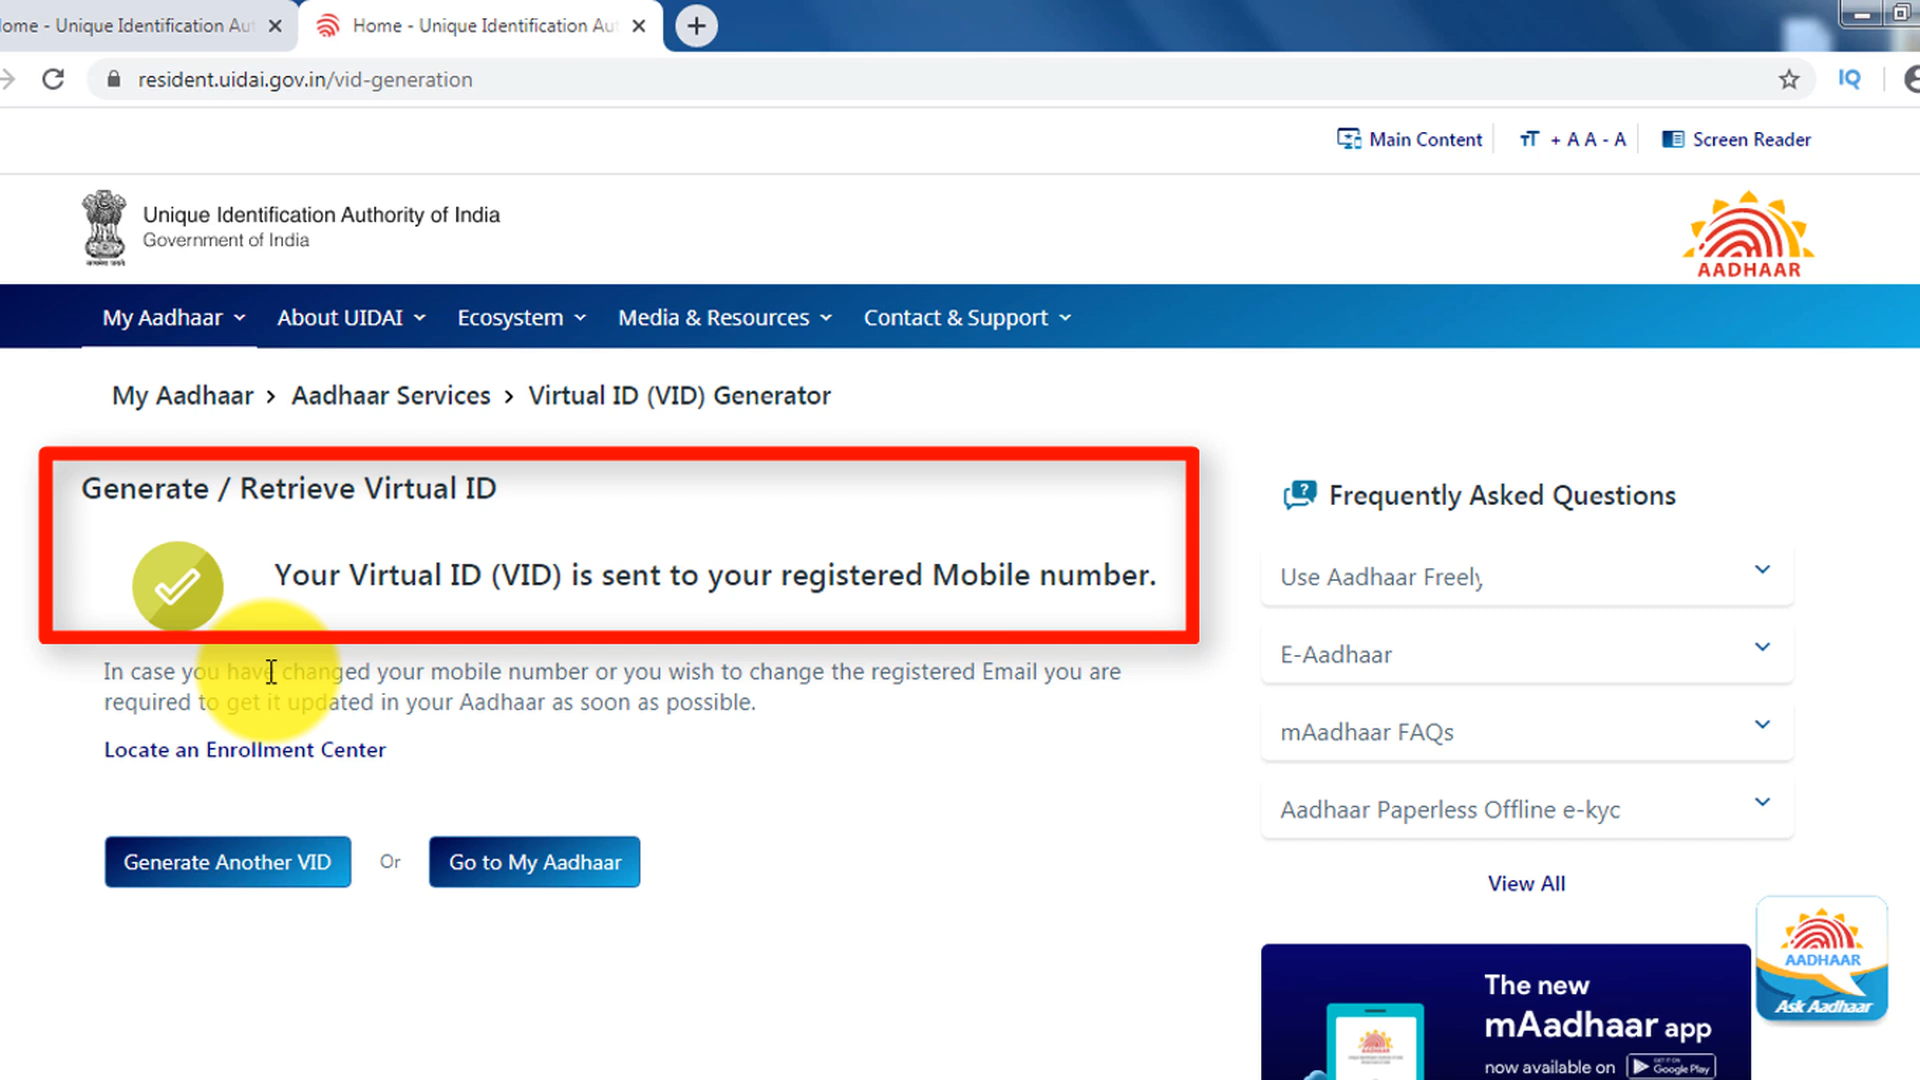 ome - Unique Identification Aut
Home - Unique Identification Aut
resident.uidai.gov.in/vid-generation
IQ
Main Content
TT + A A - A
Screen Reader
Unique Identification Authority of India
Government of India
AADHAAR
My Aadhaar
About UIDAI
Ecosystem
Media & Resources
Contact & Support
My Aadhaar > Aadhaar Services > Virtual ID (VID) Generator
Generate / Retrieve Virtual ID
Your Virtual ID (VID) is sent to your registered Mobile number.
In case you have changed your mobile number or you wish to change the registered Email you are
required to get it updated in your Aadhaar as soon as possible.
Locate an Enrollment Center
Generate Another VID
Or
Go to My Aadhaar
Frequently Asked Questions
Use Aadhaar Freely
E-Aadhaar
mAadhaar FAQs
Aadhaar Paperless Offline e-kyc
View All
AADHAAR
Ask Aadhaar
The new
mAadhaar app
now available on
GET IT ON
Google Play